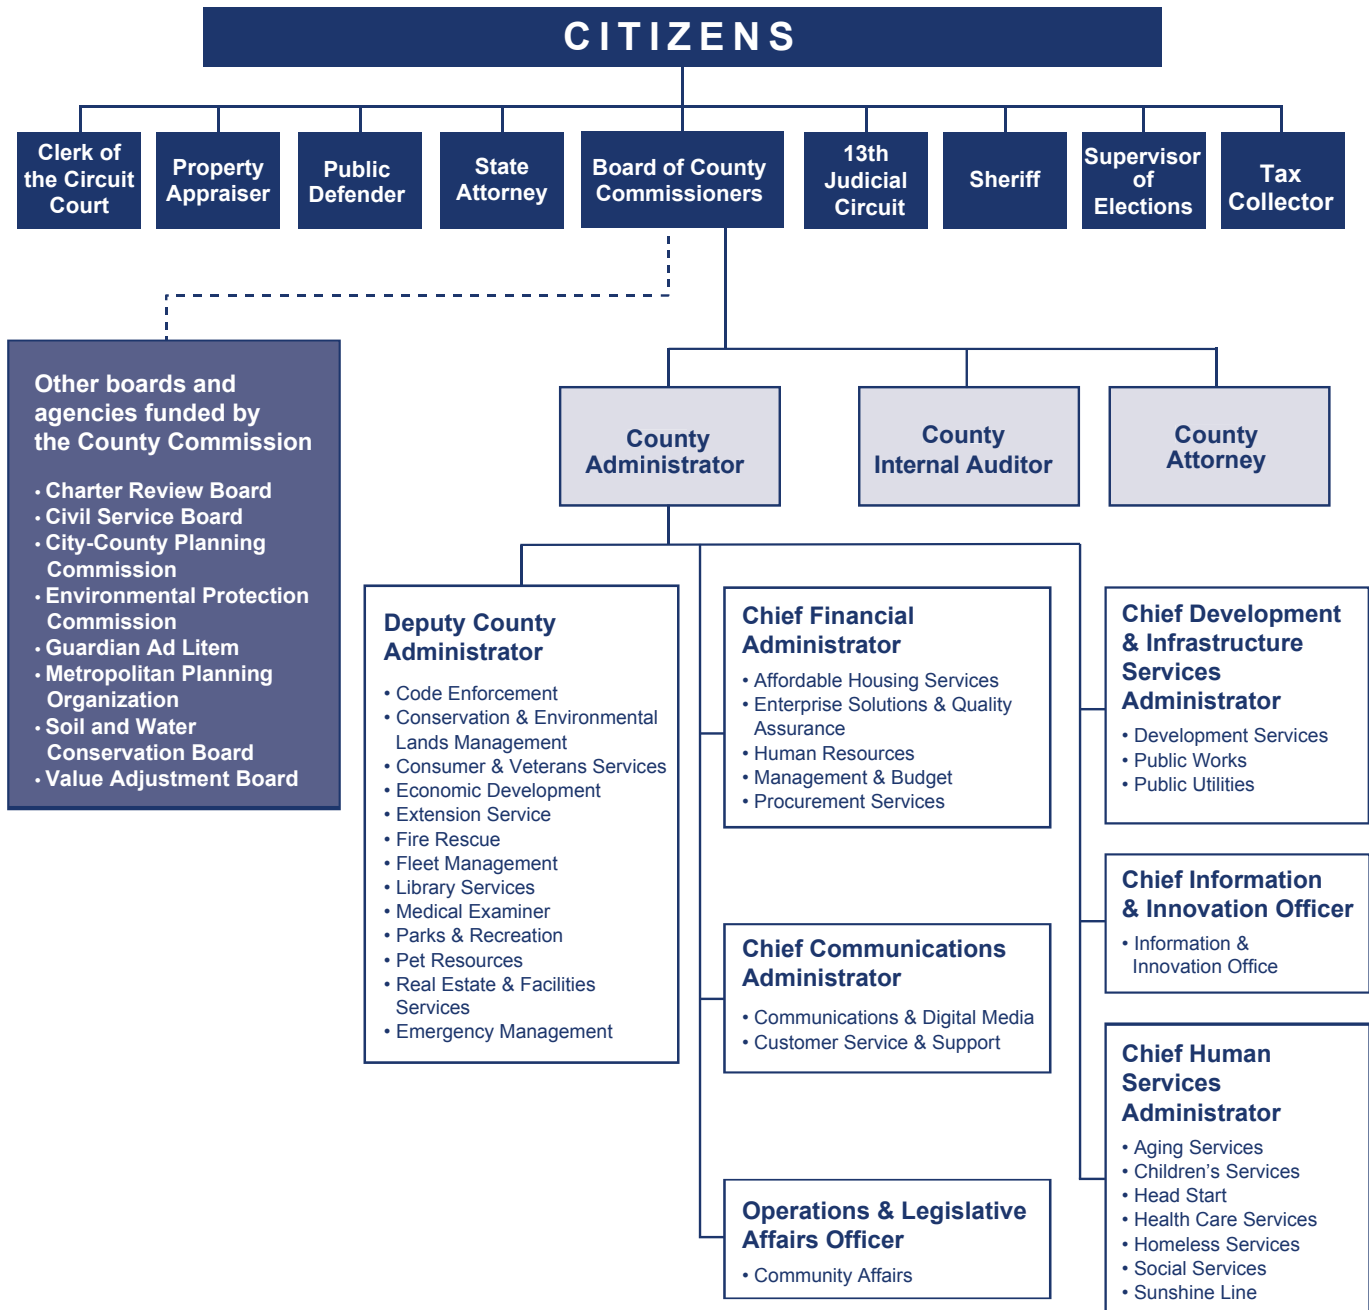 CITIZENS
Clerk of
the Circuit
Court
Property
Appraiser
Public
Defender
State
Attorney
Board of County
Commissioners
13th
Judicial
Circuit
Sheriff
Supervisor
of
Elections
Tax
Collector
Other boards and
agencies funded by
the County Commission
• Charter Review Board
• Civil Service Board
• City-County Planning
Commission
• Environmental Protection
Commission
• Guardian Ad Litem
• Metropolitan Planning
Organization
• Soil and Water
Conservation Board
• Value Adjustment Board
County
Administrator
County
Internal Auditor
County
Attorney
Deputy County
Administrator
• Code Enforcement
• Conservation & Environmental
Lands Management
• Consumer & Veterans Services
• Economic Development
• Extension Service
• Fire Rescue
• Fleet Management
• Library Services
• Medical Examiner
• Parks & Recreation
• Pet Resources
• Real Estate & Facilities
Services
• Emergency Management
Chief Financial
Administrator
• Affordable Housing Services
• Enterprise Solutions & Quality
Assurance
• Human Resources
• Management & Budget
• Procurement Services
Chief Communications
Administrator
• Communications & Digital Media
• Customer Service & Support
Operations & Legislative
Affairs Officer
• Community Affairs
Chief Development
& Infrastructure
Services
Administrator
• Development Services
• Public Works
• Public Utilities
Chief Information
& Innovation Officer
• Information &
Innovation Office
Chief Human
Services
Administrator
• Aging Services
• Children’s Services
• Head Start
• Health Care Services
• Homeless Services
• Social Services
• Sunshine Line